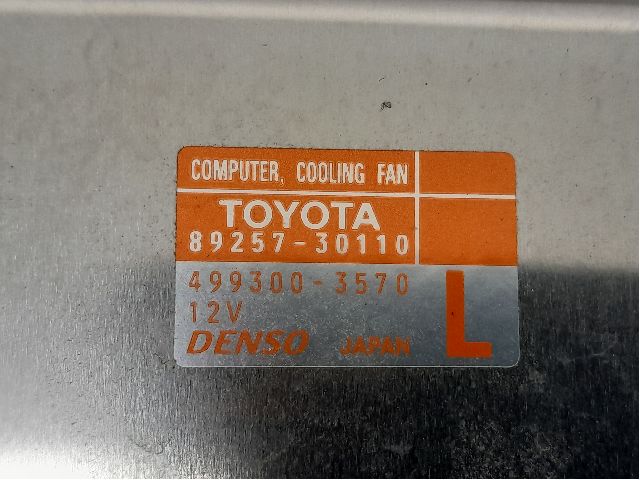 COMPUTER, COOLING FAN
TOYOTA
89257-30110
499300-3570
12V
DENSO JAPAN
L